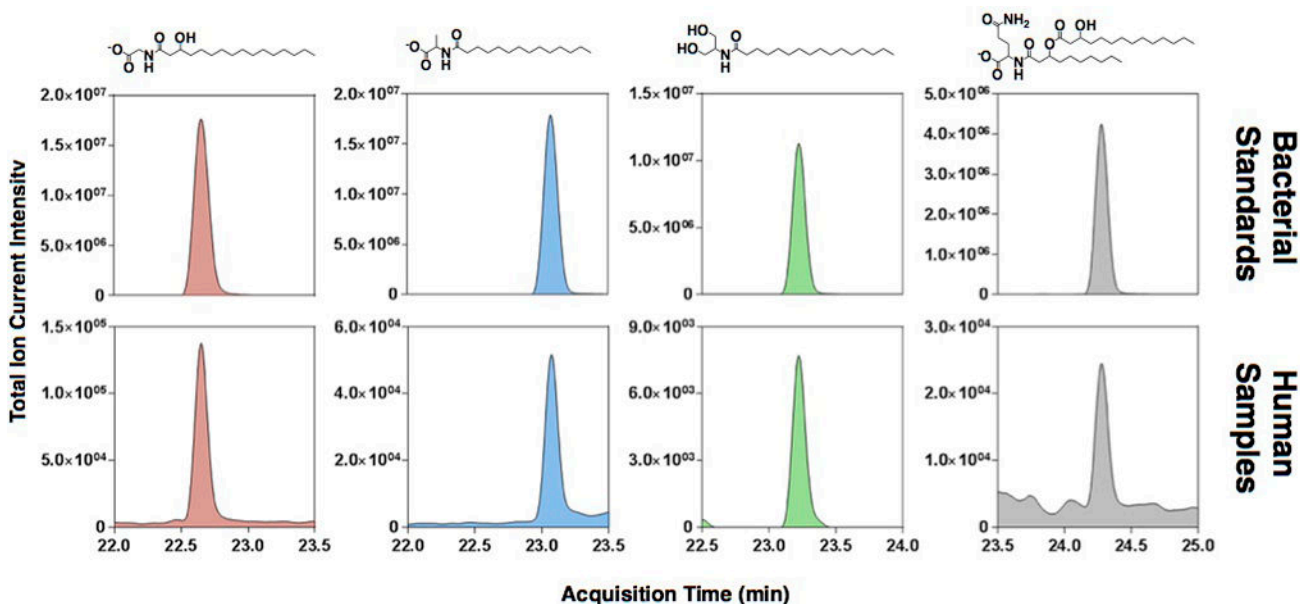 O OH
⁻O N
O H
O
⁻O N
O H
HO O
HO N
H
O NH₂ O OH
O
⁻O N O
O H
Total Ion Current Intensity
2.0×10⁰⁷
1.5×10⁰⁷
1.0×10⁰⁷
5.0×10⁰⁶
0
2.0×10⁰⁷
1.5×10⁰⁷
1.0×10⁰⁷
5.0×10⁰⁶
0
1.5×10⁰⁷
1.0×10⁰⁷
5.0×10⁰⁶
0
5.0×10⁰⁶
4.0×10⁰⁶
3.0×10⁰⁶
2.0×10⁰⁶
1.0×10⁰⁶
0
Bacterial
Standards
1.5×10⁰⁵
1.0×10⁰⁵
5.0×10⁰⁴
0
22.0 22.5 23.0 23.5
6.0×10⁰⁴
4.0×10⁰⁴
2.0×10⁰⁴
0
22.0 22.5 23.0 23.5
9.0×10⁰³
6.0×10⁰³
3.0×10⁰³
0
22.5 23.0 23.5 24.0
3.0×10⁰⁴
2.0×10⁰⁴
1.0×10⁰⁴
0
23.5 24.0 24.5 25.0
Human
Samples
Acquisition Time (min)